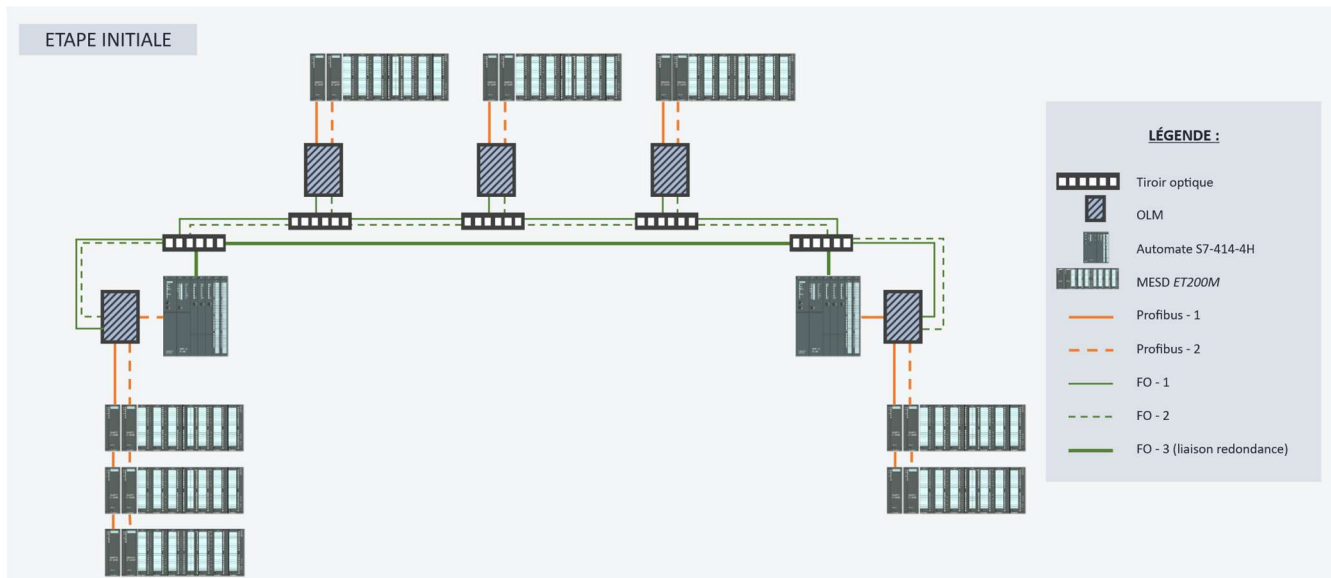 ETAPE INITIALE
LÉGENDE :
Tiroir optique
OLM
Automate S7-414-4H
MESD ET200M
Profibus - 1
Profibus - 2
FO - 1
FO - 2
FO - 3 (liaison redondance)